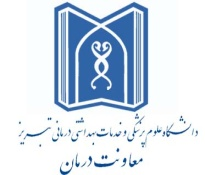 دانشگاه علوم پزشکی و خدمات بهداشتی درمانی تبریز
معاونت درمان